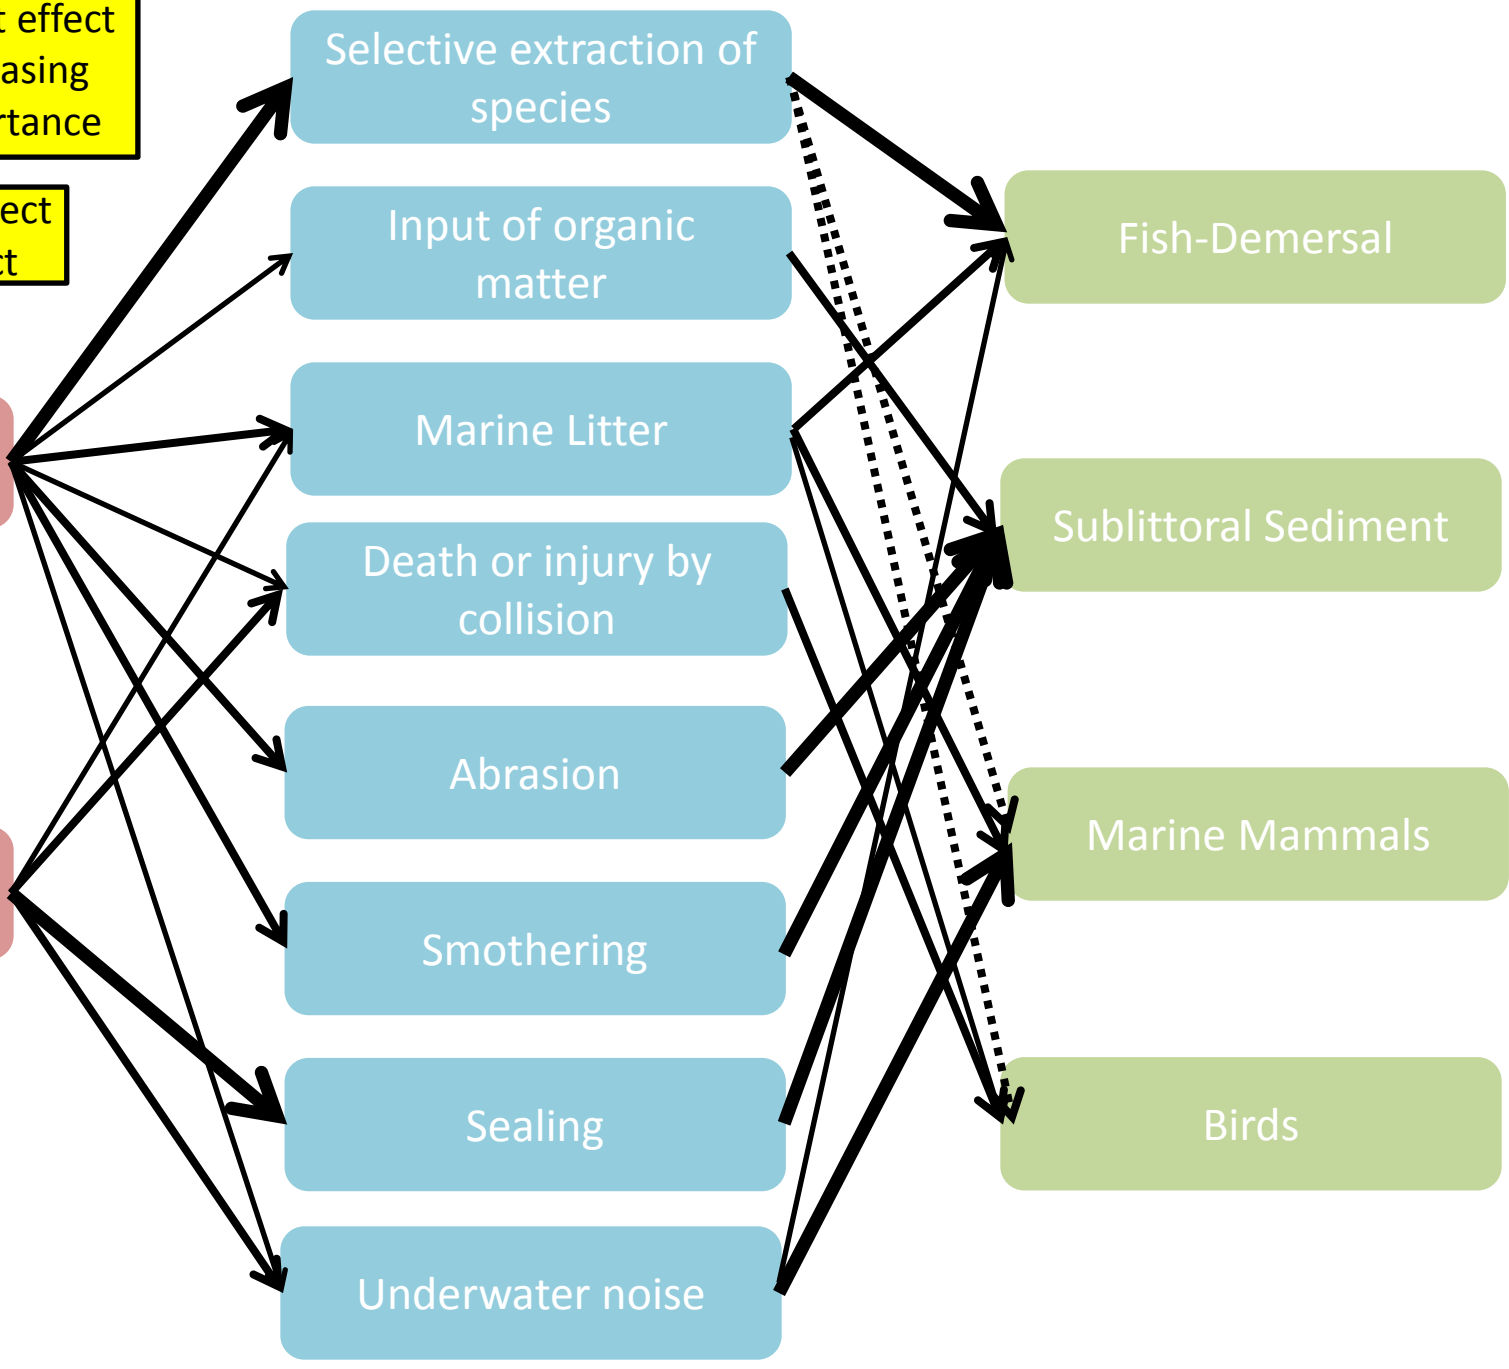 t effect
asing
rtance
ect
ct
Selective extraction of
species
Input of organic
matter
Marine Litter
Death or injury by
collision
Abrasion
Smothering
Sealing
Underwater noise
Fish-Demersal
Sublittoral Sediment
Marine Mammals
Birds